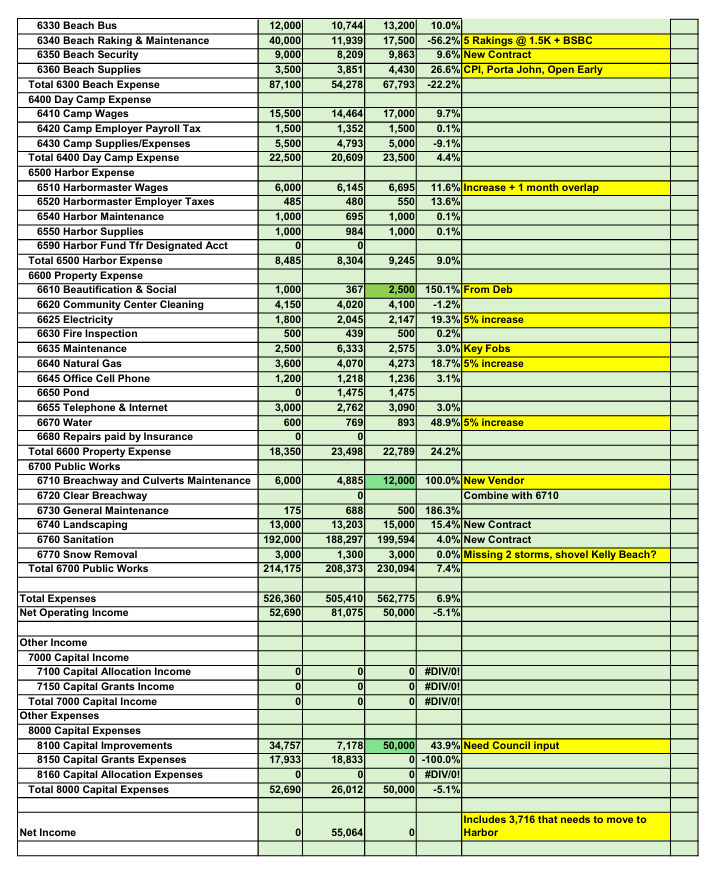 6330 Beach Bus 12,000 10,744 13,200 10.0%
6340 Beach Raking & Maintenance 40,000 11,939 17,500 -56.2% 5 Rakings @ 1.5K + BSBC
6350 Beach Security 9,000 8,209 9,863 9.6% New Contract
6360 Beach Supplies 3,500 3,851 4,430 26.6% CPI, Porta John, Open Early
Total 6300 Beach Expense 87,100 54,278 67,793 -22.2%
6400 Day Camp Expense
6410 Camp Wages 15,500 14,464 17,000 9.7%
6420 Camp Employer Payroll Tax 1,500 1,352 1,500 0.1%
6430 Camp Supplies/Expenses 5,500 4,793 5,000 -9.1%
Total 6400 Day Camp Expense 22,500 20,609 23,500 4.4%
6500 Harbor Expense
6510 Harbormaster Wages 6,000 6,145 6,695 11.6% Increase + 1 month overlap
6520 Harbormaster Employer Taxes 485 480 550 13.6%
6540 Harbor Maintenance 1,000 695 1,000 0.1%
6550 Harbor Supplies 1,000 984 1,000 0.1%
6590 Harbor Fund Tfr Designated Acct 0 0
Total 6500 Harbor Expense 8,485 8,304 9,245 9.0%
6600 Property Expense
6610 Beautification & Social 1,000 367 2,500 150.1% From Deb
6620 Community Center Cleaning 4,150 4,020 4,100 -1.2%
6625 Electricity 1,800 2,045 2,147 19.3% 5% increase
6630 Fire Inspection 500 439 500 0.2%
6635 Maintenance 2,500 6,333 2,575 3.0% Key Fobs
6640 Natural Gas 3,600 4,070 4,273 18.7% 5% increase
6645 Office Cell Phone 1,200 1,218 1,236 3.1%
6650 Pond 0 1,475 1,475
6655 Telephone & Internet 3,000 2,762 3,090 3.0%
6670 Water 600 769 893 48.9% 5% increase
6680 Repairs paid by Insurance 0 0
Total 6600 Property Expense 18,350 23,498 22,789 24.2%
6700 Public Works
6710 Breachway and Culverts Maintenance 6,000 4,885 12,000 100.0% New Vendor
6720 Clear Breachway 0 Combine with 6710
6730 General Maintenance 175 688 500 186.3%
6740 Landscaping 13,000 13,203 15,000 15.4% New Contract
6760 Sanitation 192,000 188,297 199,594 4.0% New Contract
6770 Snow Removal 3,000 1,300 3,000 0.0% Missing 2 storms, shovel Kelly Beach?
Total 6700 Public Works 214,175 208,373 230,094 7.4%
Total Expenses 526,360 505,410 562,775 6.9%
Net Operating Income 52,690 81,075 50,000 -5.1%
Other Income
7000 Capital Income
7100 Capital Allocation Income 0 0 0 #DIV/0!
7150 Capital Grants Income 0 0 0 #DIV/0!
Total 7000 Capital Income 0 0 0 #DIV/0!
Other Expenses
8000 Capital Expenses
8100 Capital Improvements 34,757 7,178 50,000 43.9% Need Council input
8150 Capital Grants Expenses 17,933 18,833 0 -100.0%
8160 Capital Allocation Expenses 0 0 0 #DIV/0!
Total 8000 Capital Expenses 52,690 26,012 50,000 -5.1%
Includes 3,716 that needs to move to
Net Income 0 55,064 0 Harbor